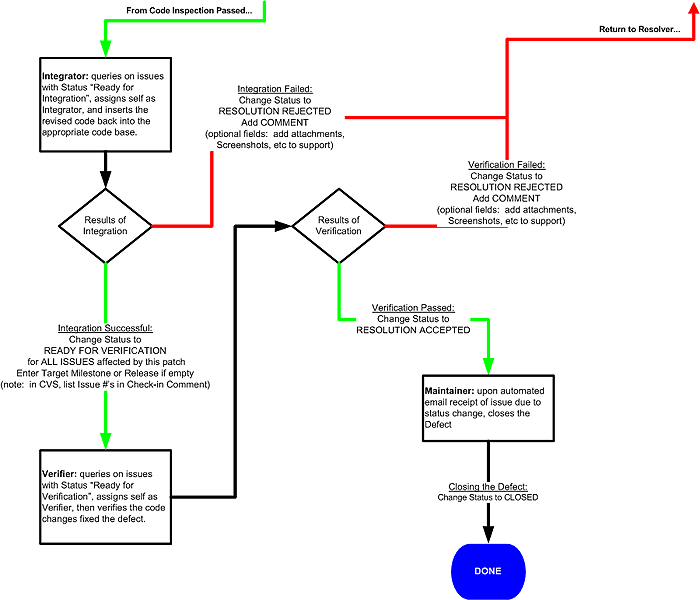 From Code Inspection Passed...
Return to Resolver...
Integrator: queries on issues
with Status “Ready for
Integration”, assigns self as
Integrator, and inserts the
revised code back into the
appropriate code base.
Integration Failed:
Change Status to
RESOLUTION REJECTED
Add COMMENT
(optional fields: add attachments,
Screenshots, etc to support)
Verification Failed:
Change Status to
RESOLUTION REJECTED
Add COMMENT
(optional fields: add attachments,
Screenshots, etc to support)
Results of
Integration
Results of
Verification
Integration Successful:
Change Status to
READY FOR VERIFICATION
for ALL ISSUES affected by this patch
Enter Target Milestone or Release if empty
(note: in CVS, list Issue #’s in Check-in Comment)
Verification Passed:
Change Status to
RESOLUTION ACCEPTED
Maintainer: upon automated
email receipt of issue due to
status change, closes the
Defect
Verifier: queries on issues
with Status “Ready for
Verification”, assigns self as
Verifier, then verifies the code
changes fixed the defect.
Closing the Defect:
Change Status to CLOSED
DONE